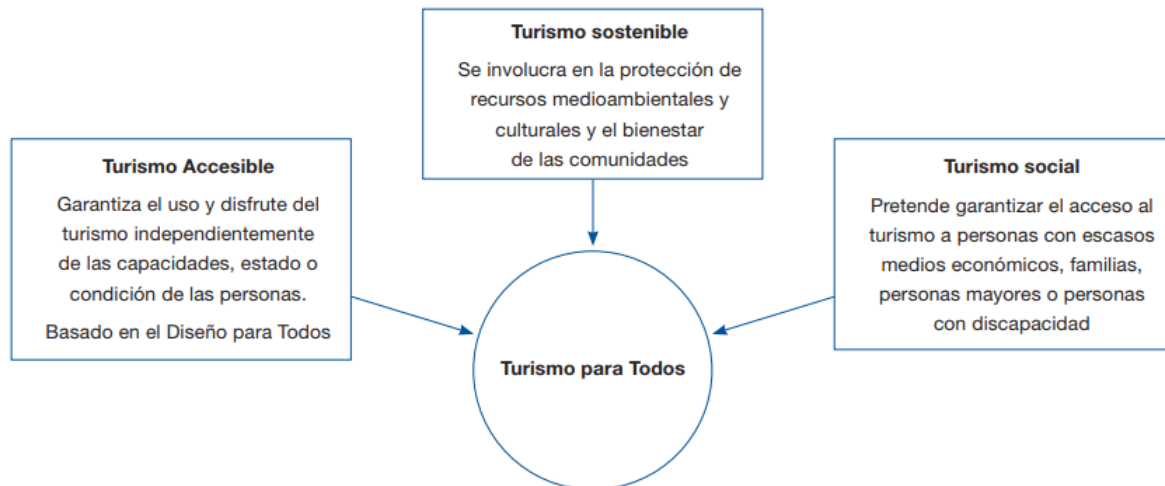 Turismo sostenible
Se involucra en la protección de
recursos medioambientales y
culturales y el bienestar
de las comunidades
Turismo Accesible
Garantiza el uso y disfrute del
turismo independientemente
de las capacidades, estado o
condición de las personas.
Basado en el Diseño para Todos
Turismo social
Pretende garantizar el acceso al
turismo a personas con escasos
medios económicos, familias,
personas mayores o personas
con discapacidad
Turismo para Todos